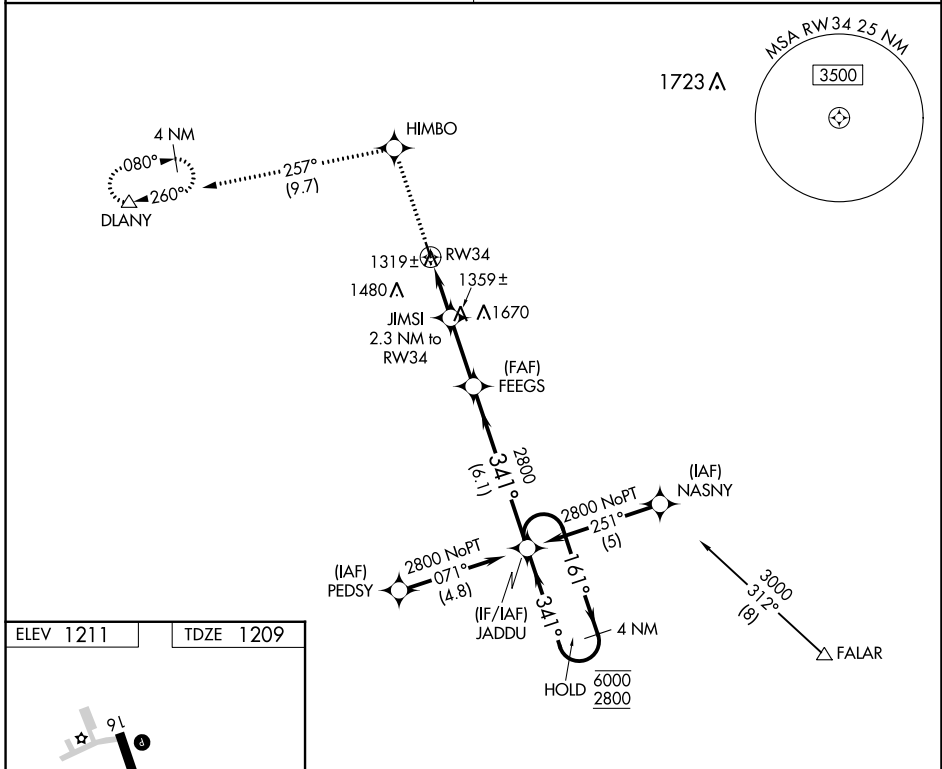 MSA RW34 25 NM
3500
1723
HIMBO
4 NM
080°
260°
257°
(9.7)
DLANY
RW34
1319±
1359±
1480
1670
JIMSI
2.3 NM to
RW34
(FAF)
FEEGS
2800
341°
(6.1)
(IAF)
NASNY
2800 NoPT
251°
(5)
2800 NoPT
071°
(4.8)
(IAF)
PEDSY
(IF/IAF)
JADDU
341°
161°
4 NM
HOLD
6000
2800
3000
312°
(8)
FALAR
ELEV 1211
TDZE 1209
16
P